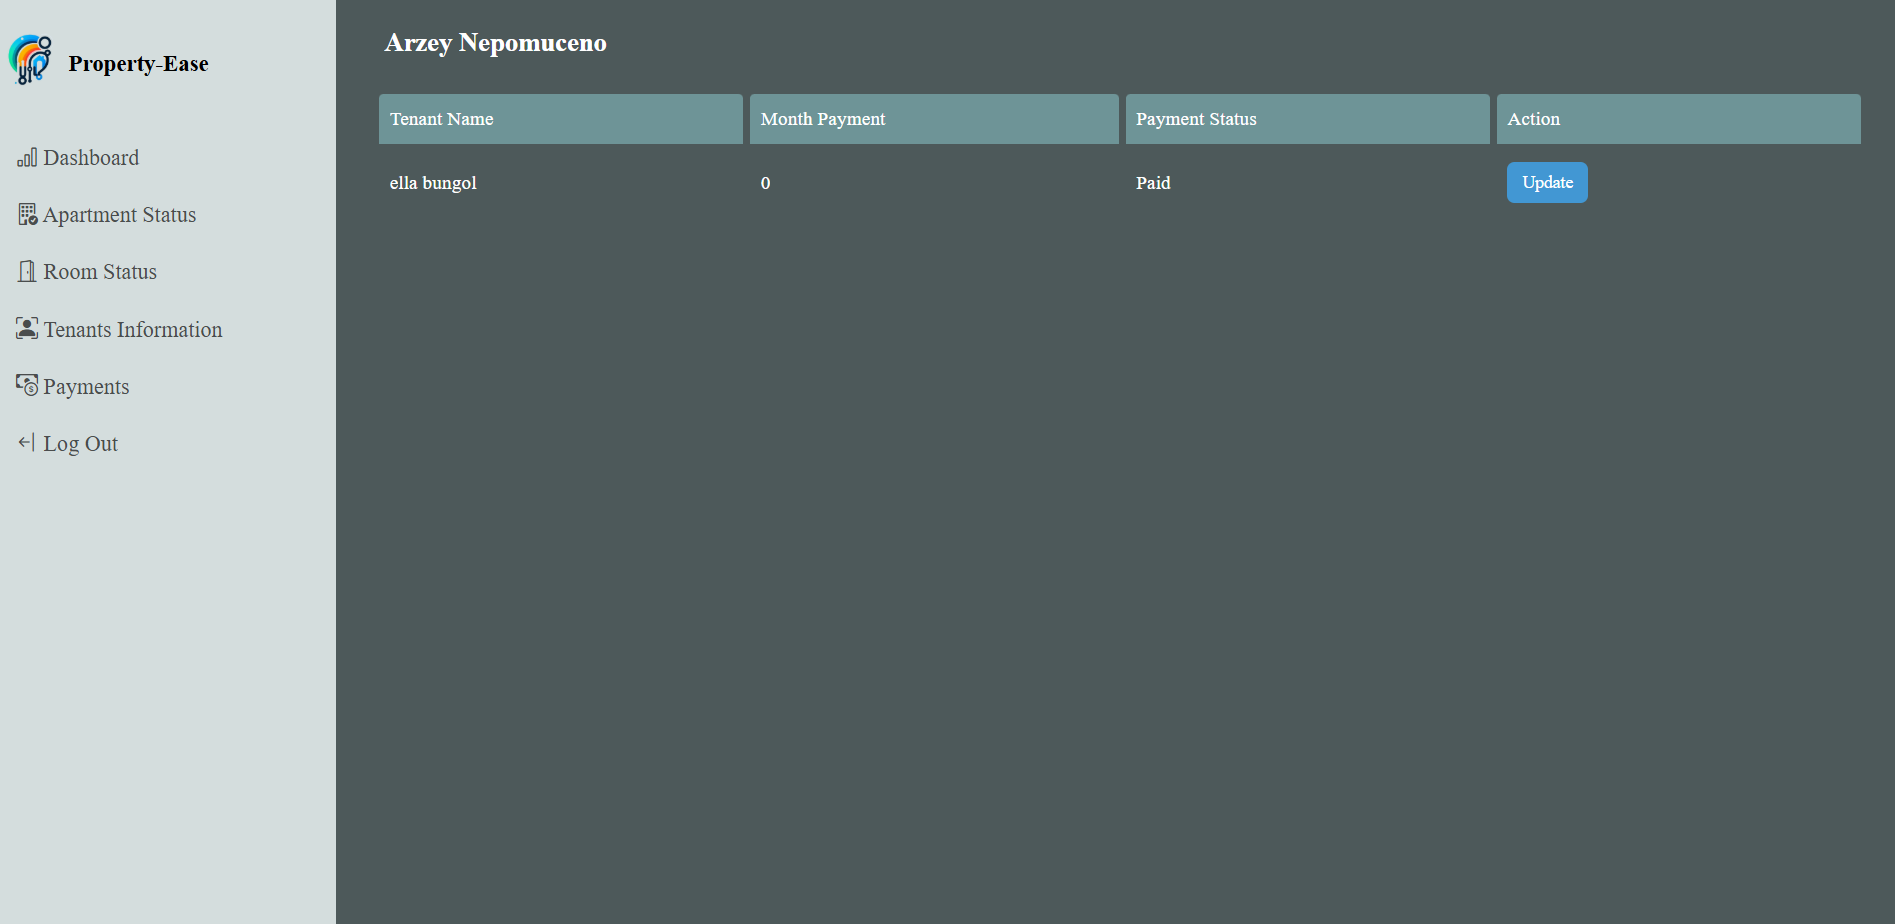 Property-Ease
Dashboard
Apartment Status
Room Status
Tenants Information
Payments
Log Out
Arzey Nepomuceno
Tenant Name Month Payment Payment Status Action
ella bungol 0 Paid Update